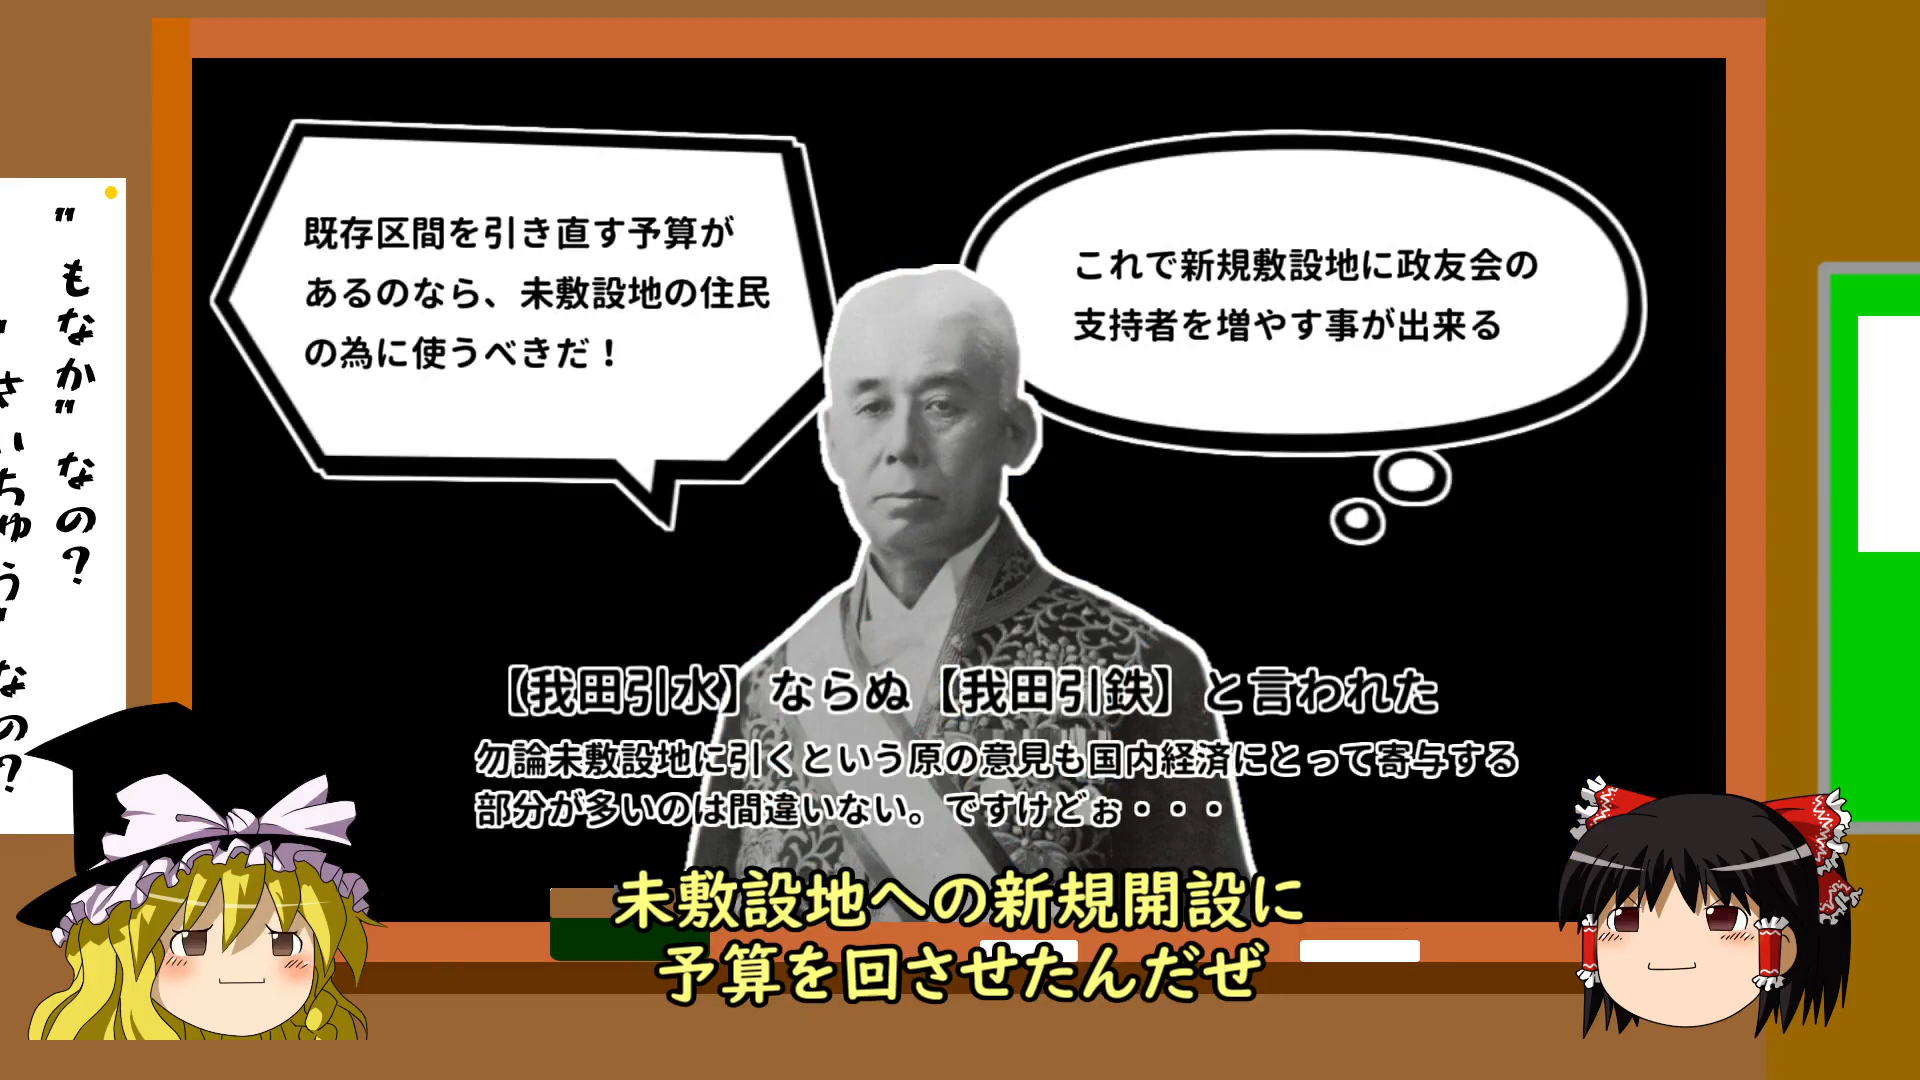 既存区間を引き直す予算が
あるのなら、未敷設地の住民
の為に使うべきだ！
これで新規敷設地に政友会の
支持者を増やす事が出来る
【我田引水】ならぬ【我田引鉄】と言われた
勿論未敷設地に引くという原の意見も国内経済にとって寄与する
部分が多いのは間違いない。ですけどぉ・・・
未敷設地への新規開設に
予算を回させたんだぜ
"もなか"なの？
"さいちゅう"なの？